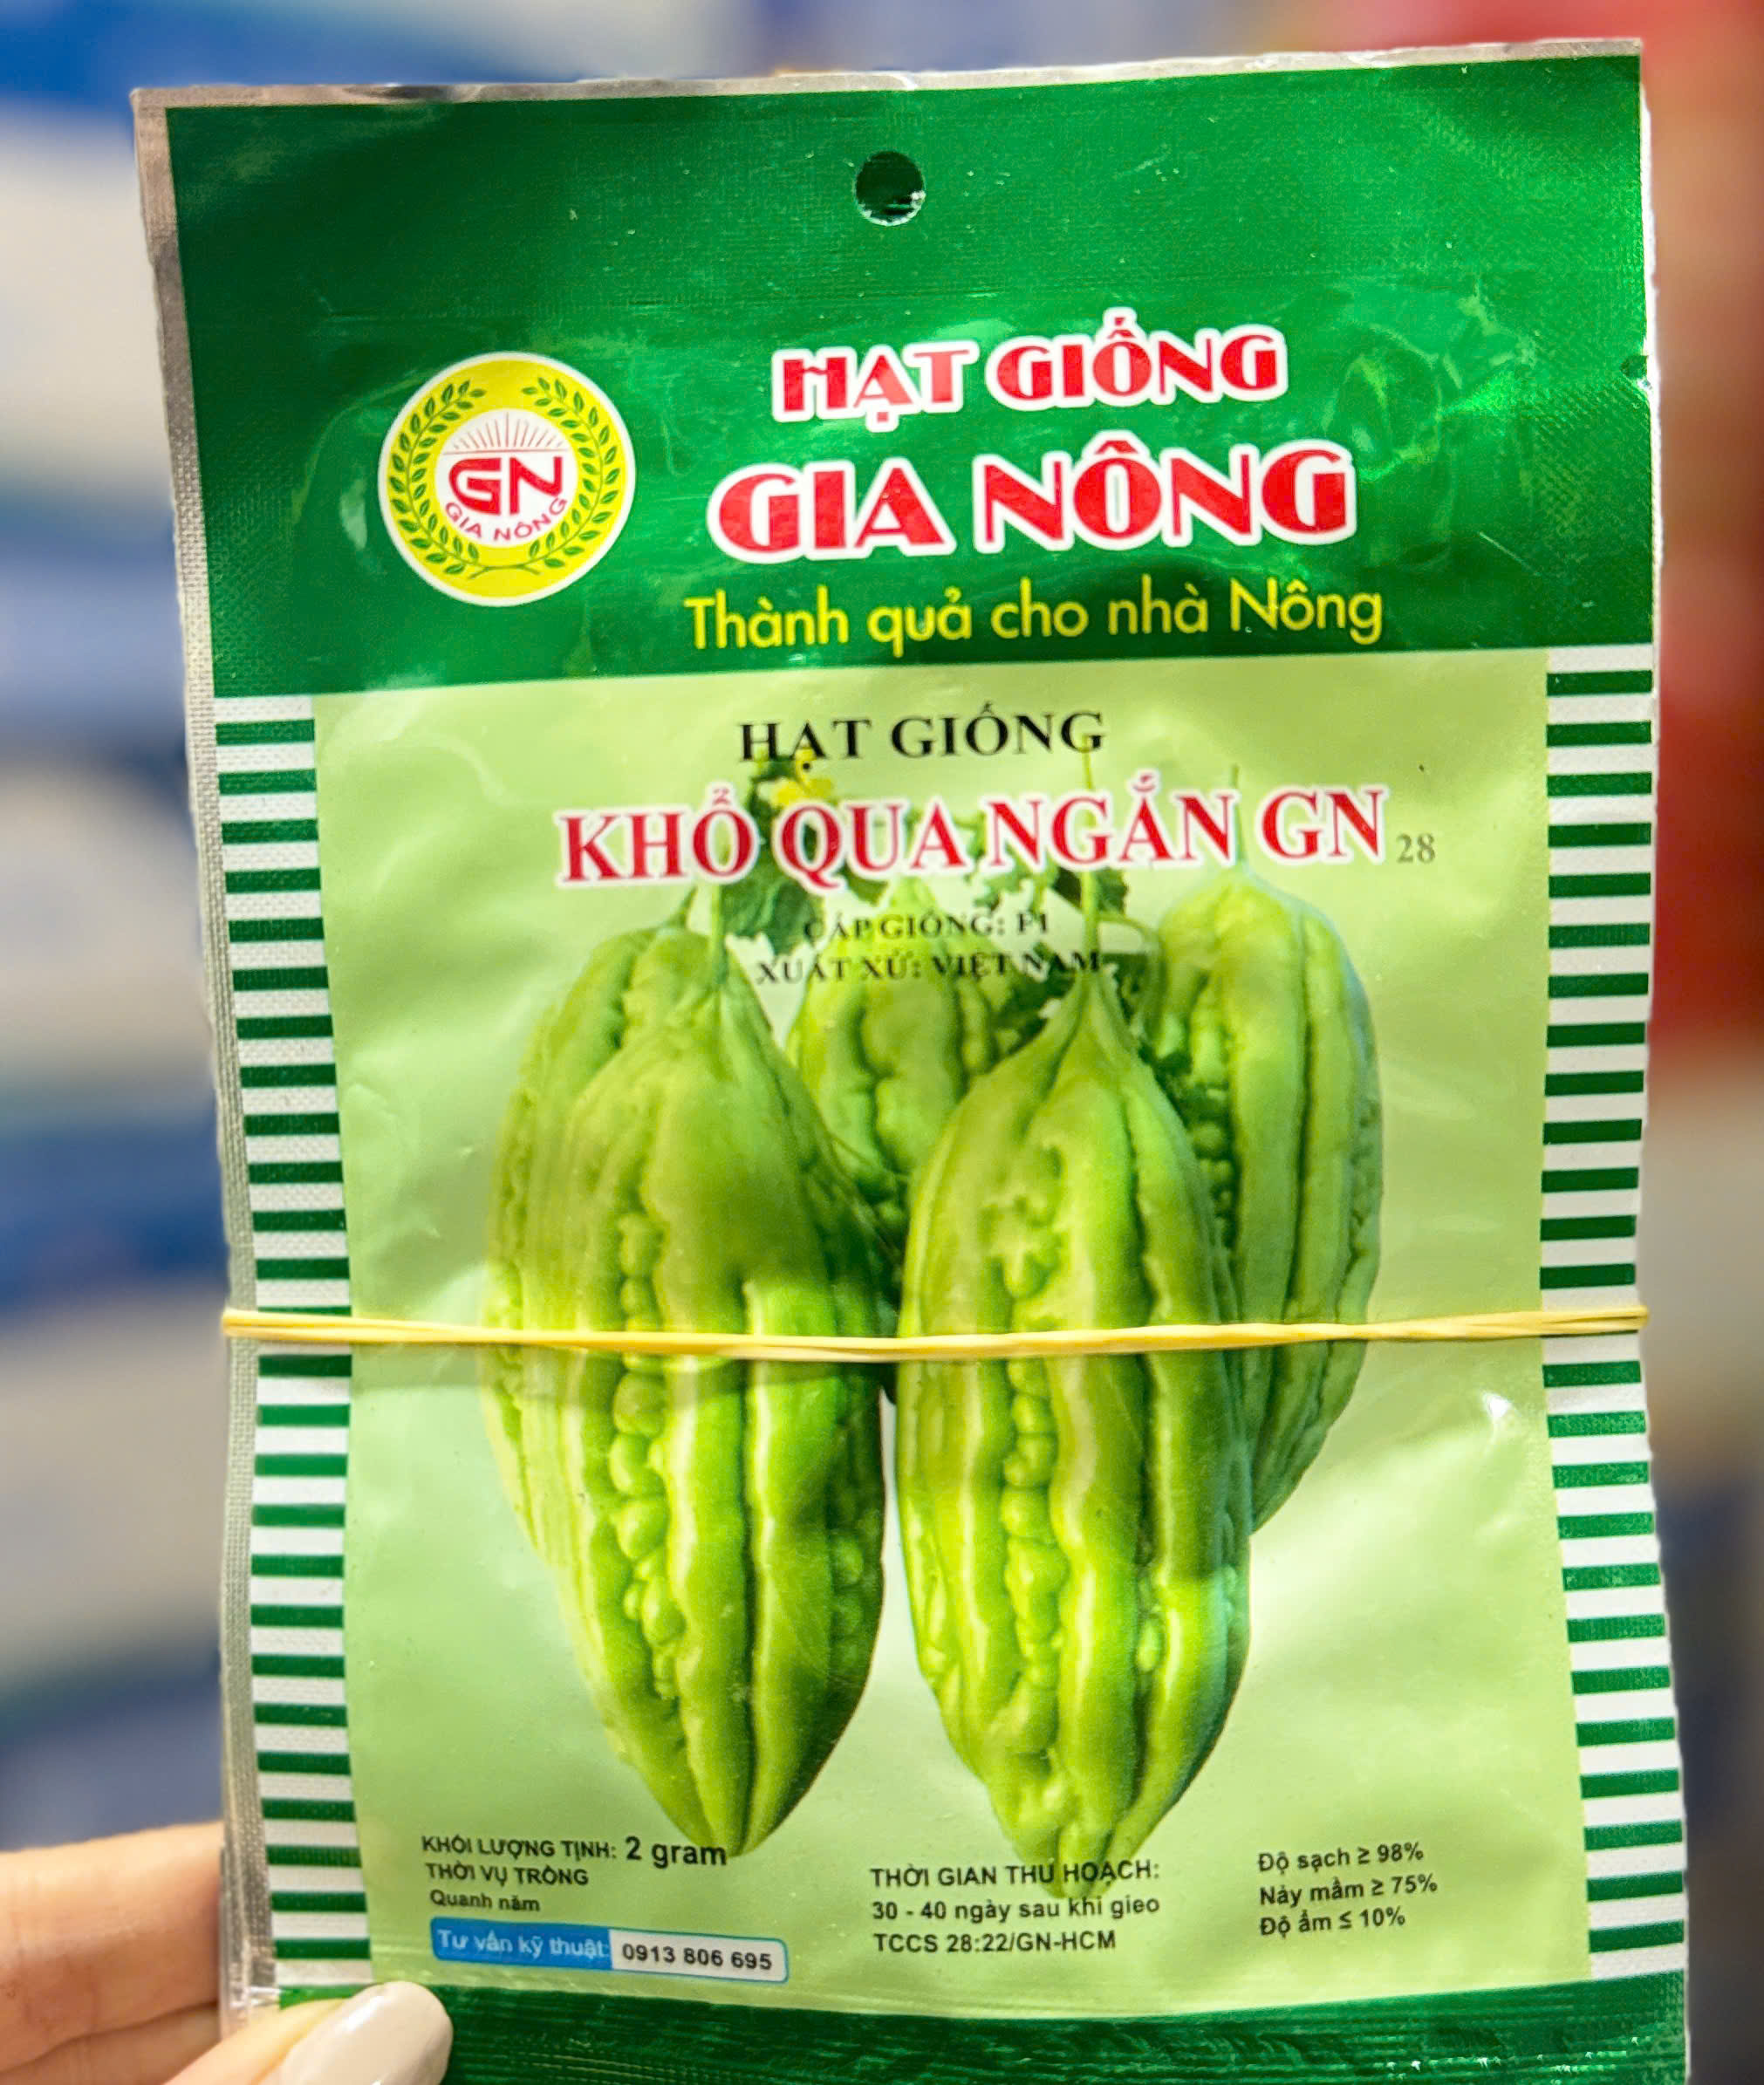 HẠT GIỐNG
GIA NÔNG
Thành quả cho nhà Nông
GN
GIA NÔNG
HẠT GIỐNG
KHỔ QUA NGẮN GN 28
CẤP GIỐNG: F1
XUẤT XỨ: VIỆT NAM
KHỐI LƯỢNG TỊNH: 2 gram
THỜI VỤ TRỒNG
Quanh năm
Tư vấn kỹ thuật: 0913 806 695
THỜI GIAN THU HOẠCH:
30 - 40 ngày sau khi gieo
TCCS 28:22/GN-HCM
Độ sạch ≥ 98%
Nảy mầm ≥ 75%
Độ ẩm ≤ 10%